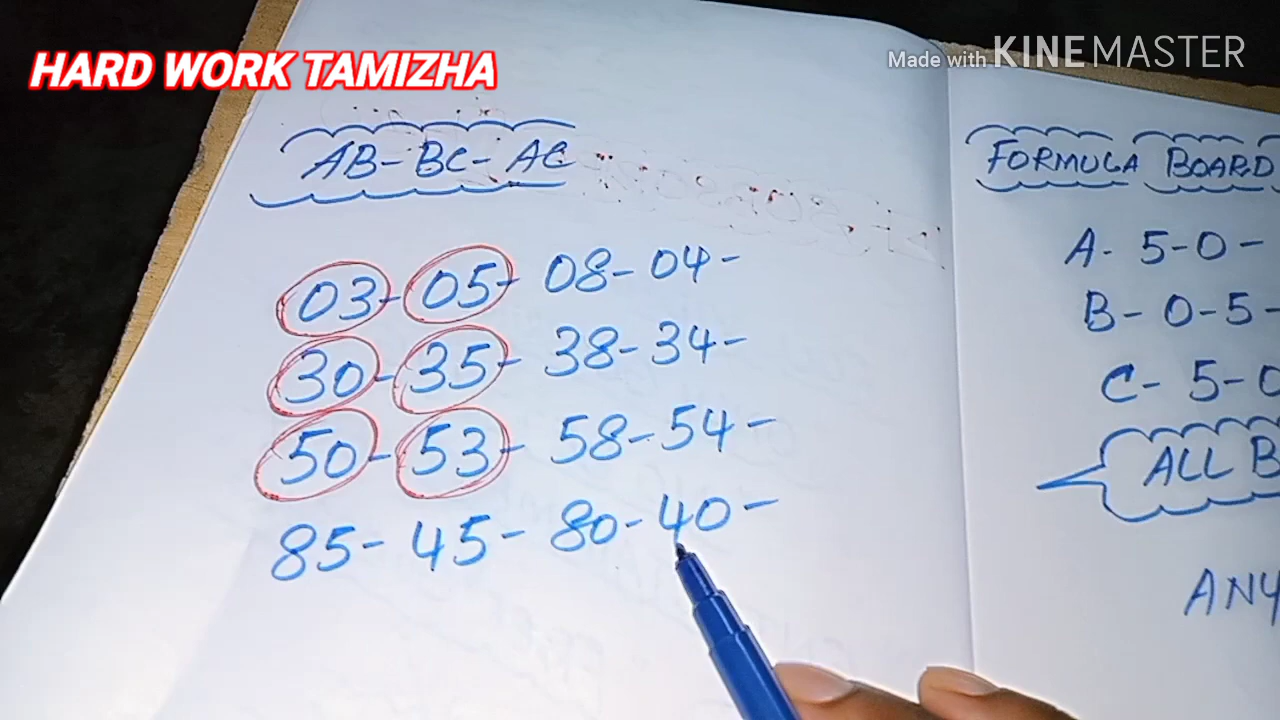 HARD WORK TAMIZHA
Made with KINEMASTER
AB- BC- AC
03- 05- 08- 04-
30- 35- 38- 34-
50- 53- 58- 54-
85- 45- 80- 40-
FORMULA BOARD
A- 5-0-
B- 0-5-
C- 5-0
ALL B
ANY